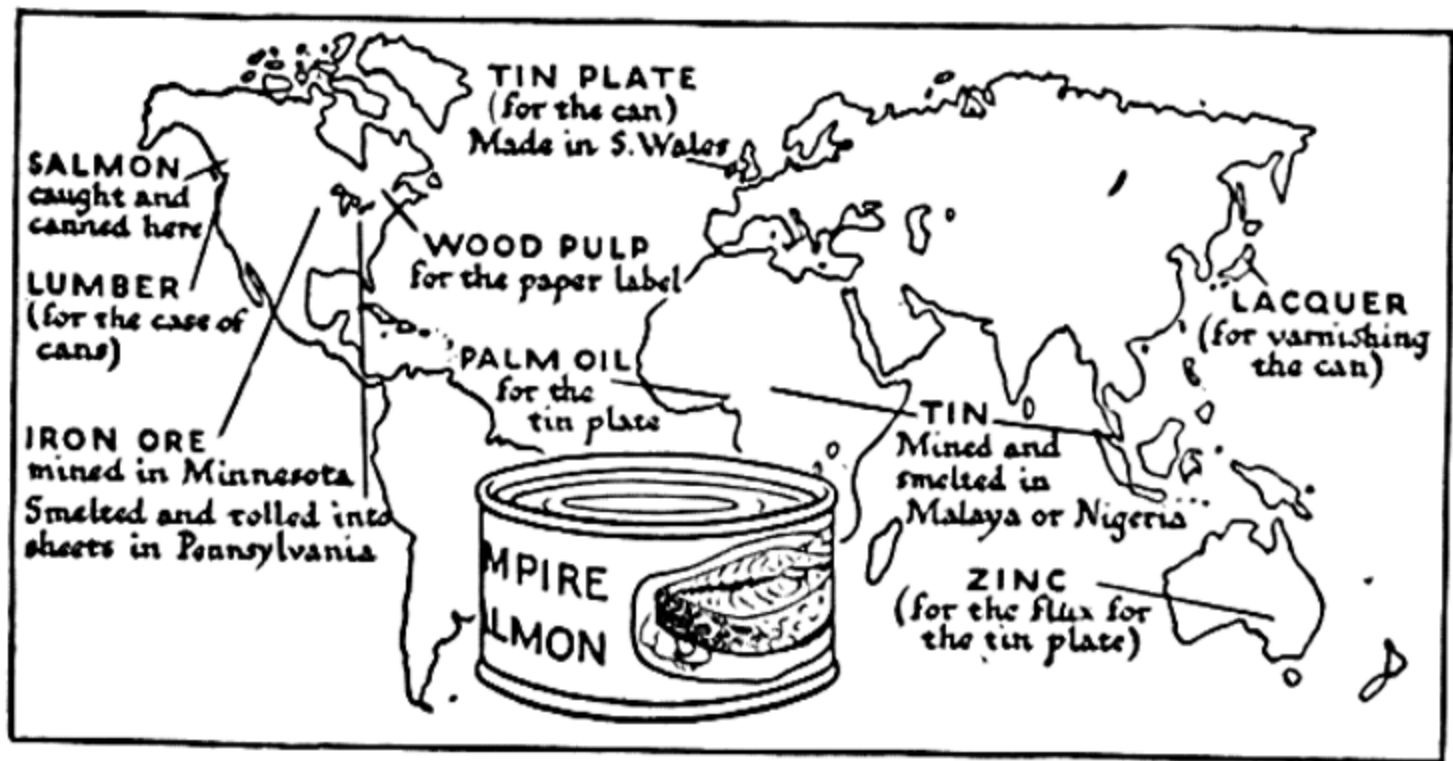 TIN PLATE
(for the can)
Made in S. Wales
SALMON
caught and
canned here
LUMBER
(for the case of
cans)
WOOD PULP
for the paper label
LACQUER
(for varnishing
the can)
PALM OIL
for the
tin plate
TIN
Mined and
smelted in
Malaya or Nigeria
IRON ORE
mined in Minnesota
Smelted and rolled into
sheets in Pennsylvania
ZINC
(for the flux for
the tin plate)
MPIRE
LMON